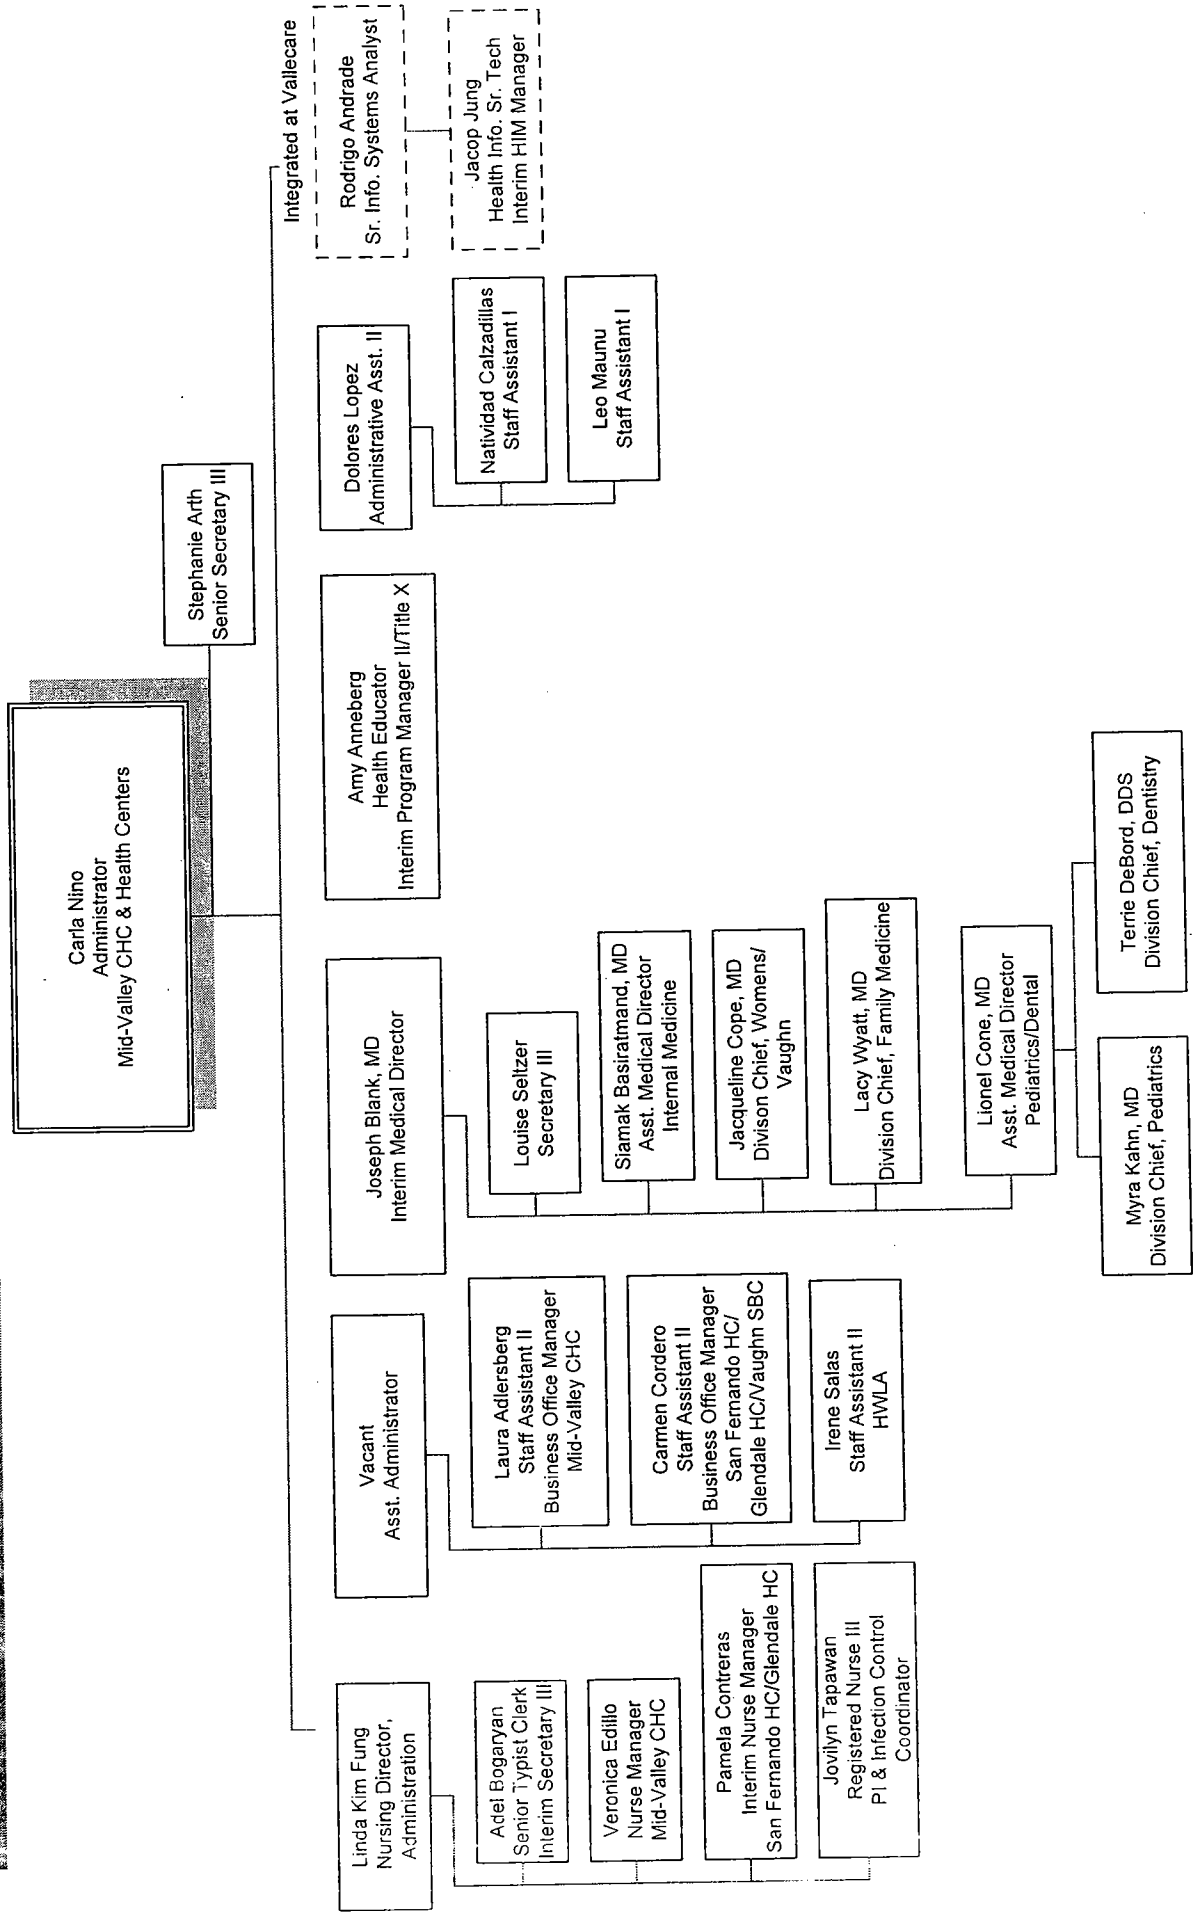 Carla Nino
Administrator
Mid-Valley CHC & Health Centers
Stephanie Arth
Senior Secretary III
Integrated at Vallecare
Linda Kim Fung
Nursing Director,
Administration
Adel Bogaryan
Senior Typist Clerk
Interim Secretary III
Veronica Edillo
Nurse Manager
Mid-Valley CHC
Pamela Contreras
Interim Nurse Manager
San Fernando HC/Glendale HC
Jovilyn Tapawan
Registered Nurse III
PI & Infection Control
Coordinator
Vacant
Asst. Administrator
Laura Adlersberg
Staff Assistant II
Business Office Manager
Mid-Valley CHC
Carmen Cordero
Staff Assistant II
Business Office Manager
San Fernando HC/
Glendale HC/Vaughn SBC
Irene Salas
Staff Assistant II
HWLA
Joseph Blank, MD
Interim Medical Director
Louise Seltzer
Secretary III
Siamak Basiratmand, MD
Asst. Medical Director
Internal Medicine
Jacqueline Cope, MD
Divison Chief, Womens/
Vaughn
Lacy Wyatt, MD
Division Chief, Family Medicine
Lionel Cone, MD
Asst. Medical Director
Pediatrics/Dental
Myra Kahn, MD
Division Chief, Pediatrics
Terrie DeBord, DDS
Division Chief, Dentistry
Amy Anneberg
Health Educator
Interim Program Manager II/Title X
Dolores Lopez
Administrative Asst. II
Natividad Calzadillas
Staff Assistant I
Leo Maunu
Staff Assistant I
Rodrigo Andrade
Sr. Info. Systems Analyst
Jacop Jung
Health Info. Sr. Tech
Interim HIM Manager